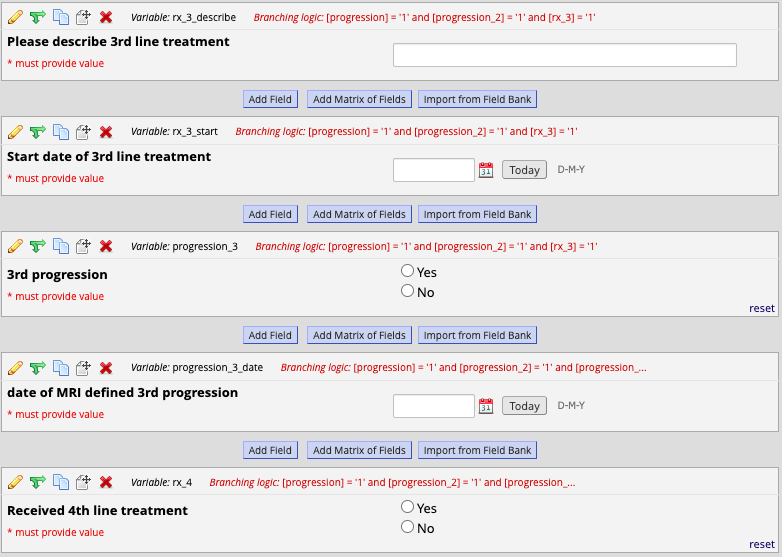 Variable: rx_3_describe Branching logic: [progression] = '1' and [progression_2] = '1' and [rx_3] = '1'
Please describe 3rd line treatment
* must provide value
Add Field Add Matrix of Fields Import from Field Bank
Variable: rx_3_start Branching logic: [progression] = '1' and [progression_2] = '1' and [rx_3] = '1'
Start date of 3rd line treatment
31 Today D-M-Y
* must provide value
Add Field Add Matrix of Fields Import from Field Bank
Variable: progression_3 Branching logic: [progression] = '1' and [progression_2] = '1' and [rx_3] = '1'
Yes
3rd progression
No
* must provide value
reset
Add Field Add Matrix of Fields Import from Field Bank
Variable: progression_3_date Branching logic: [progression] = '1' and [progression_2] = '1' and [progression_...
date of MRI defined 3rd progression
31 Today D-M-Y
* must provide value
Add Field Add Matrix of Fields Import from Field Bank
Variable: rx_4 Branching logic: [progression] = '1' and [progression_2] = '1' and [progression_...
Yes
Received 4th line treatment
No
* must provide value
reset